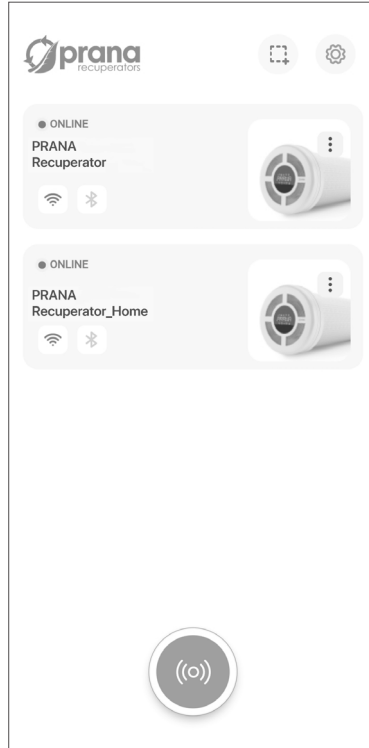 prana
recuperators
ONLINE
PRANA
Recuperator
ONLINE
PRANA
Recuperator_Home